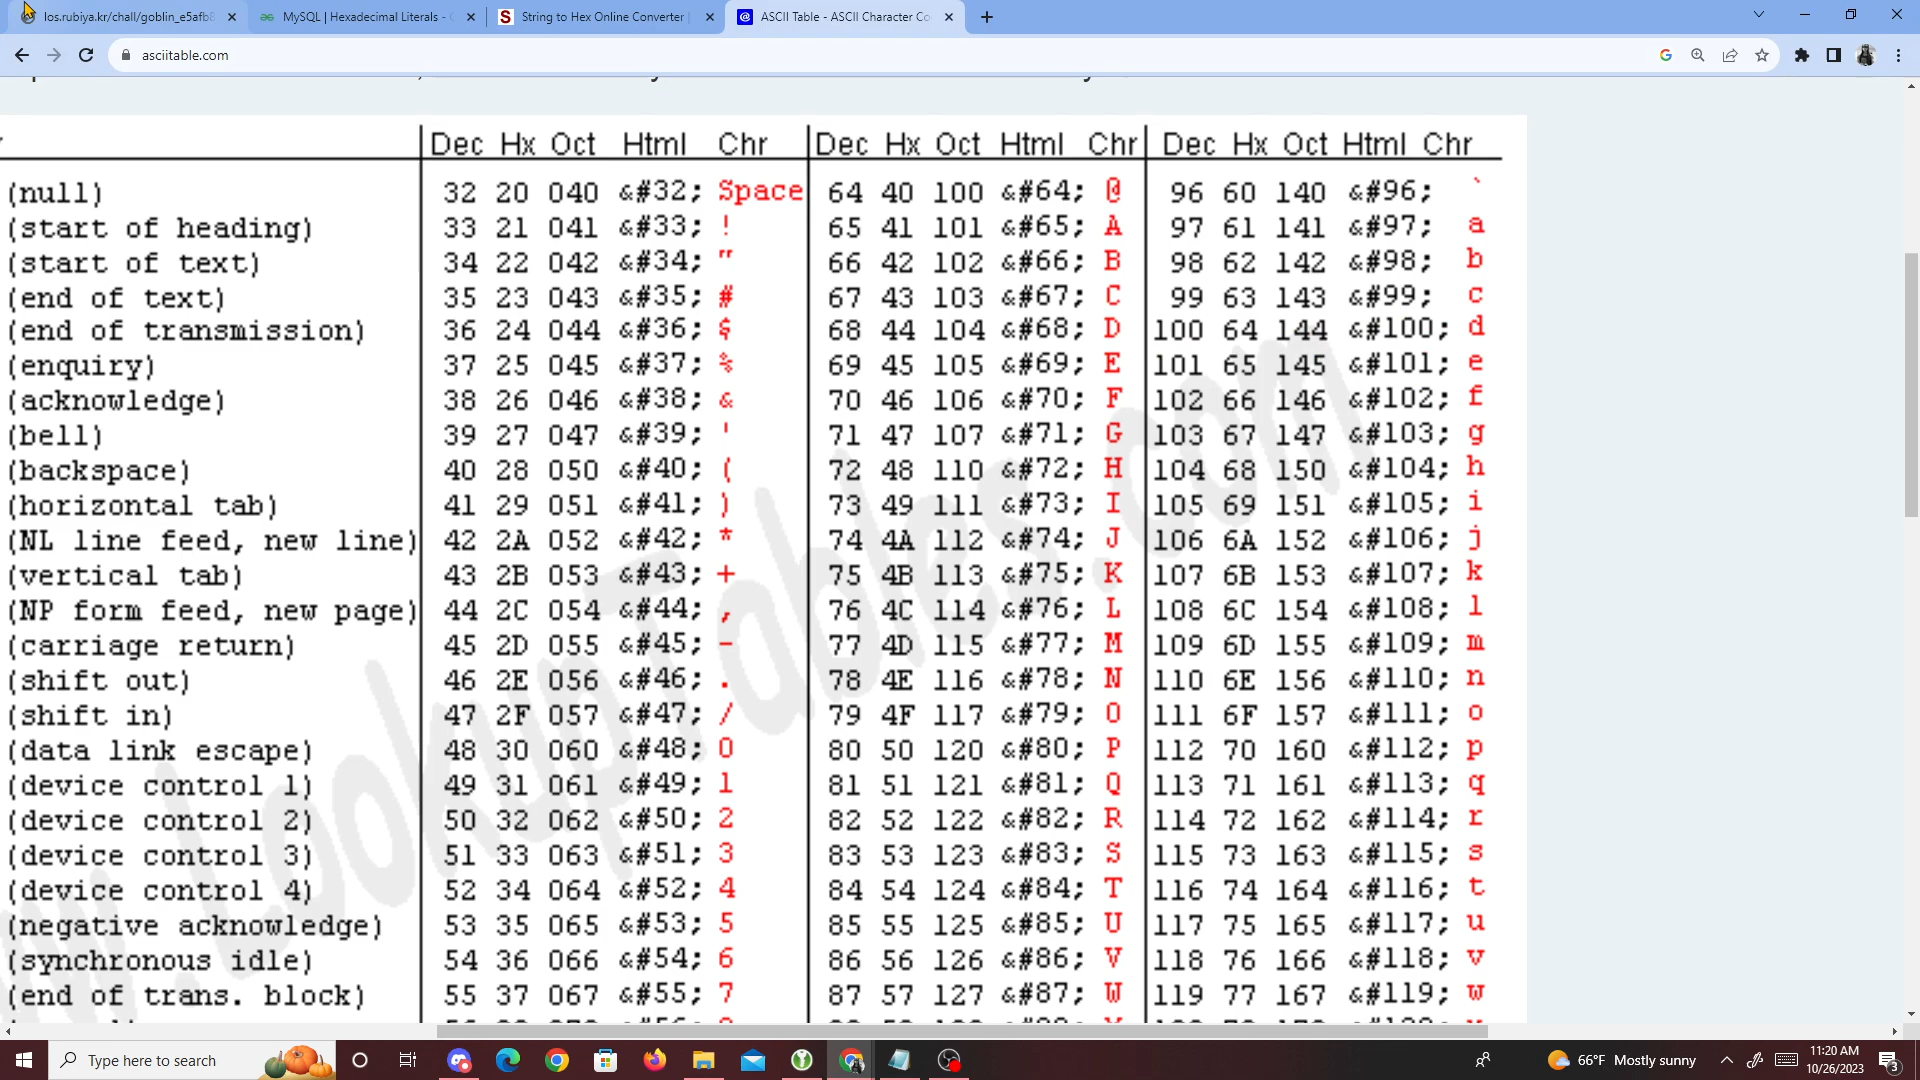 los.rubiya.kr/chall/goblin_e5afb8 MySQL | Hexadecimal Literals - String to Hex Online Converter | ASCII Table - ASCII Character Co
asciitable.com
Dec Hx Oct Html Chr Dec Hx Oct Html Chr Dec Hx Oct Html Chr
(null) 32 20 040 &#32; Space 64 40 100 &#64; @ 96 60 140 &#96; `
(start of heading) 33 21 041 &#33; ! 65 41 101 &#65; A 97 61 141 &#97; a
(start of text) 34 22 042 &#34; " 66 42 102 &#66; B 98 62 142 &#98; b
(end of text) 35 23 043 &#35; # 67 43 103 &#67; C 99 63 143 &#99; c
(end of transmission) 36 24 044 &#36; $ 68 44 104 &#68; D 100 64 144 &#100; d
(enquiry) 37 25 045 &#37; % 69 45 105 &#69; E 101 65 145 &#101; e
(acknowledge) 38 26 046 &#38; & 70 46 106 &#70; F 102 66 146 &#102; f
(bell) 39 27 047 &#39; ' 71 47 107 &#71; G 103 67 147 &#103; g
(backspace) 40 28 050 &#40; ( 72 48 110 &#72; H 104 68 150 &#104; h
(horizontal tab) 41 29 051 &#41; ) 73 49 111 &#73; I 105 69 151 &#105; i
(NL line feed, new line) 42 2A 052 &#42; * 74 4A 112 &#74; J 106 6A 152 &#106; j
(vertical tab) 43 2B 053 &#43; + 75 4B 113 &#75; K 107 6B 153 &#107; k
(NP form feed, new page) 44 2C 054 &#44; , 76 4C 114 &#76; L 108 6C 154 &#108; l
(carriage return) 45 2D 055 &#45; - 77 4D 115 &#77; M 109 6D 155 &#109; m
(shift out) 46 2E 056 &#46; . 78 4E 116 &#78; N 110 6E 156 &#110; n
(shift in) 47 2F 057 &#47; / 79 4F 117 &#79; O 111 6F 157 &#111; o
(data link escape) 48 30 060 &#48; 0 80 50 120 &#80; P 112 70 160 &#112; p
(device control 1) 49 31 061 &#49; 1 81 51 121 &#81; Q 113 71 161 &#113; q
(device control 2) 50 32 062 &#50; 2 82 52 122 &#82; R 114 72 162 &#114; r
(device control 3) 51 33 063 &#51; 3 83 53 123 &#83; S 115 73 163 &#115; s
(device control 4) 52 34 064 &#52; 4 84 54 124 &#84; T 116 74 164 &#116; t
(negative acknowledge) 53 35 065 &#53; 5 85 55 125 &#85; U 117 75 165 &#117; u
(synchronous idle) 54 36 066 &#54; 6 86 56 126 &#86; V 118 76 166 &#118; v
(end of trans. block) 55 37 067 &#55; 7 87 57 127 &#87; W 119 77 167 &#119; w
www.LookupTables.com
Type here to search 66°F Mostly sunny 11:20 AM
10/26/2023 3